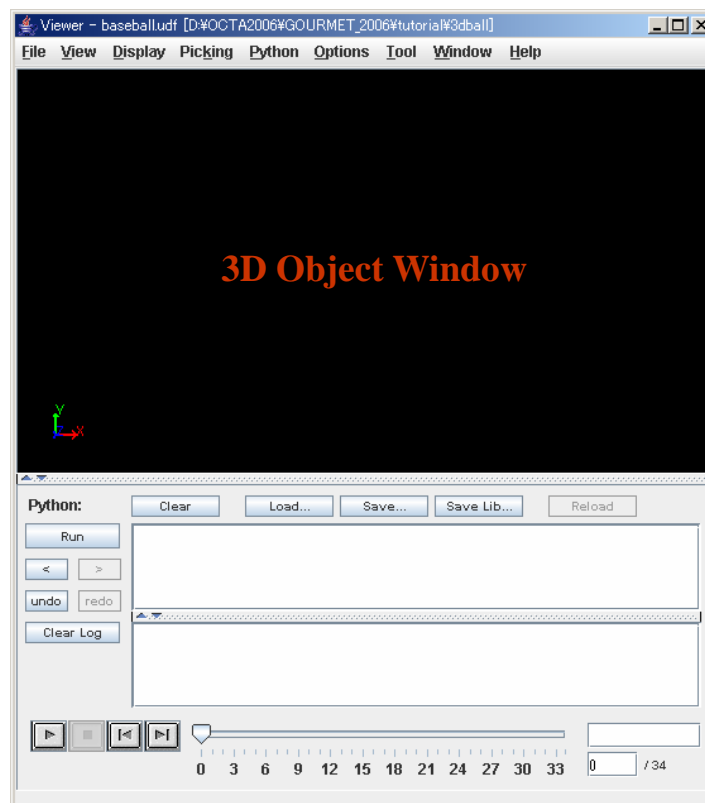 Viewer - baseball.udf [D:¥OCTA2006¥GOURMET_2006¥tutorial¥3dball]
File View Display Picking Python Options Tool Window Help
3D Object Window
y
x
Python: Clear Load... Save... Save Lib... Reload
Run
< >
undo redo
Clear Log
0 3 6 9 12 15 18 21 24 27 30 33
0 / 34